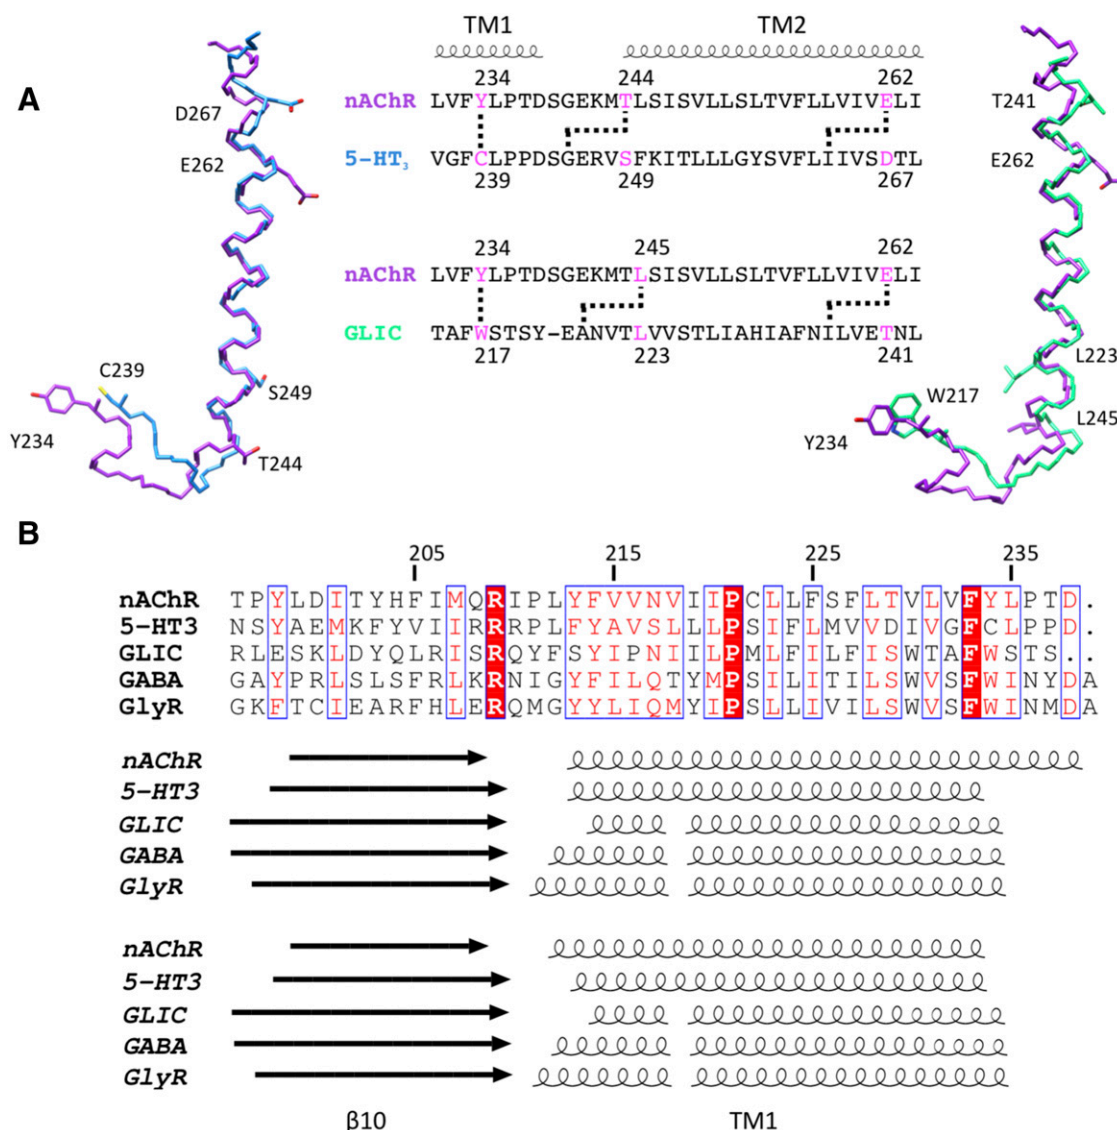 A
TM1 TM2
234 244 262
nAChR LVFYLPTDSGEKMTLSISVLLSLTVFLLVIVELI
5-HT₃ VGFCLPPDSGERVSFKITLLLGYSVFLIIVSDTL
239 249 267
234 245 262
nAChR LVFYLPTDSGEKMTLSISVLLSLTVFLLVIVELI
GLIC TAFWSTSY-EANVTLVVSTLIAHIAFNILVETNL
217 223 241
D267
E262
C239
S249
Y234
T244
T241
E262
L223
W217
L245
Y234
B
205 215 225 235
nAChR TPYLDITYHFIMQRIPLYFVVNVIIPCLLFSFLTVLVFYLPTD.
5-HT3 NSYAEMKFYVIIRRRPLFYAVSLLLPSIFLMVVDIVGFCLPPD.
GLIC RLESKLDYQLRISRQYFSYIPNIILPMLFILFISWTAFWSTS..
GABA GAYPRLSLSFRLKRNIGYFILQTYMPSILITILSWVSFWINYDA
GlyR GKFTCIEARFHLERQMGYYLIQMYIPSLLIVILSWVSFWINMDA
nAChR
5-HT3
GLIC
GABA
GlyR
nAChR
5-HT3
GLIC
GABA
GlyR
β10 TM1